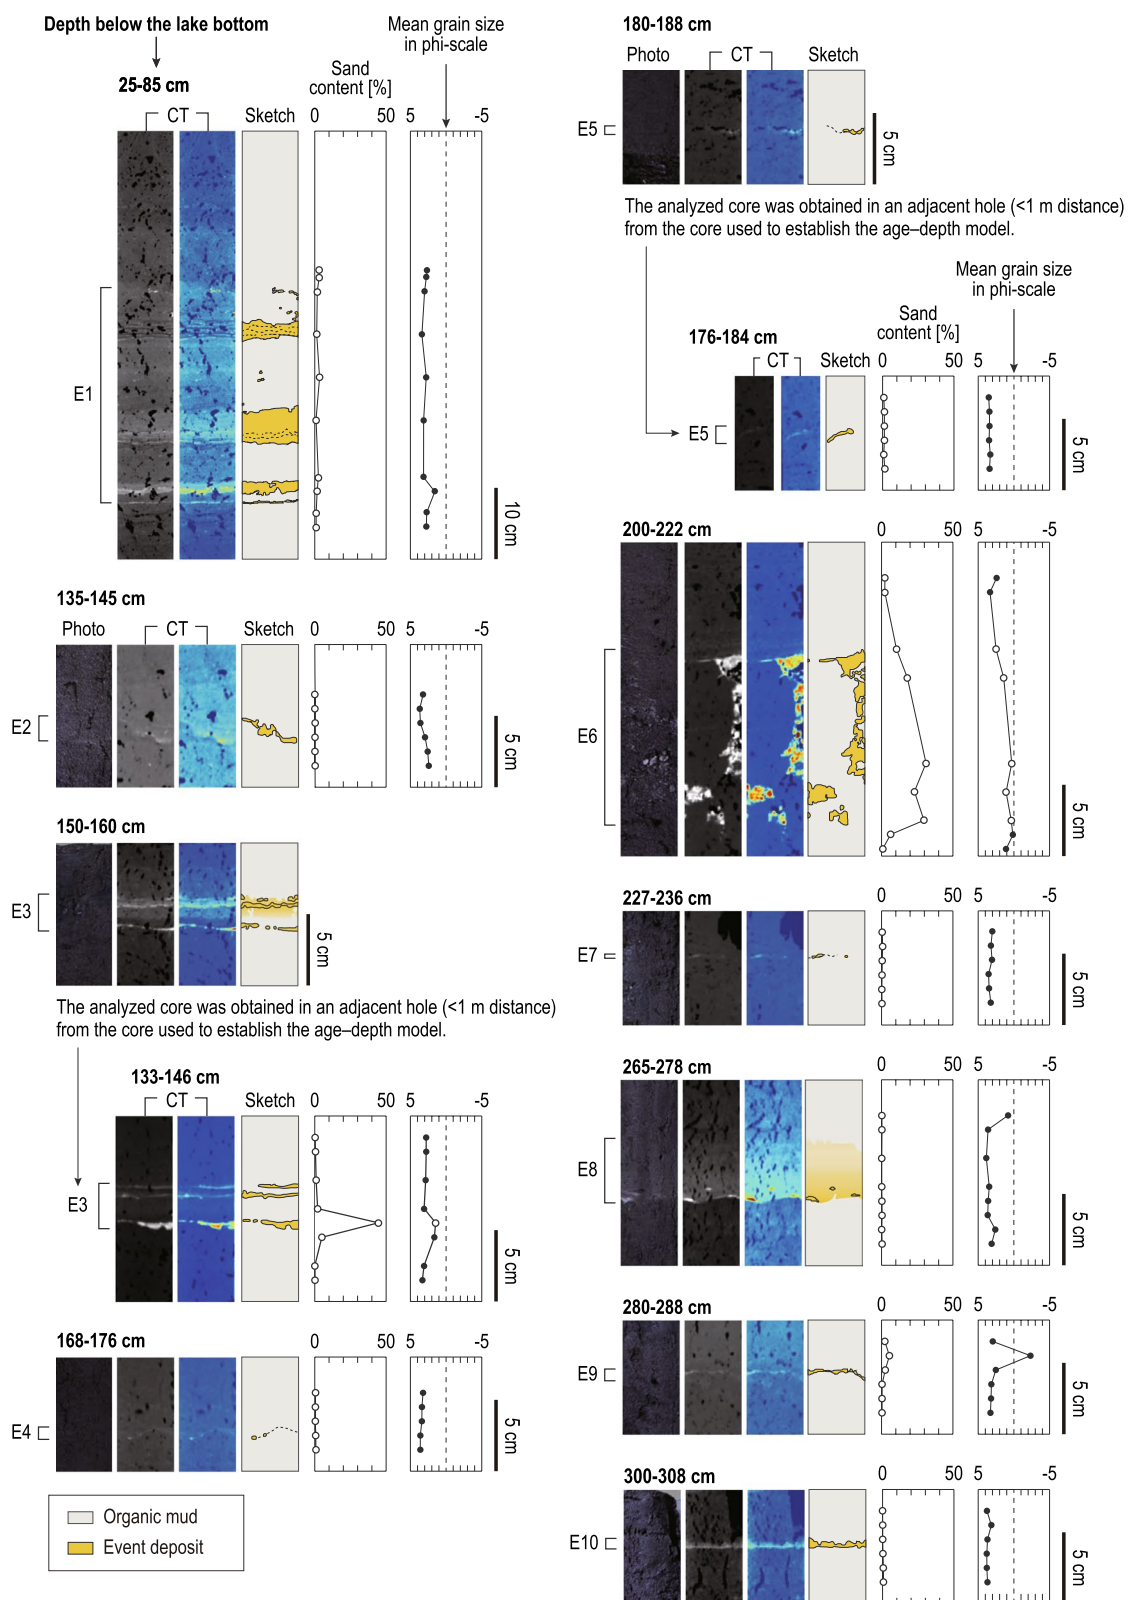 Depth below the lake bottom
Mean grain size
in phi-scale
25-85 cm
Sand
content [%]
CT
Sketch
0
50
5
-5
E1
10 cm
135-145 cm
Photo
CT
Sketch
0
50
5
-5
E2
5 cm
150-160 cm
E3
5 cm
The analyzed core was obtained in an adjacent hole (<1 m distance)
from the core used to establish the age–depth model.
133-146 cm
CT
Sketch
0
50
5
-5
E3
5 cm
168-176 cm
0
50
5
-5
E4
5 cm
Organic mud
Event deposit
180-188 cm
Photo
CT
Sketch
E5
5 cm
The analyzed core was obtained in an adjacent hole (<1 m distance)
from the core used to establish the age–depth model.
Mean grain size
in phi-scale
Sand
content [%]
176-184 cm
CT
Sketch
0
50
5
-5
E5
5 cm
200-222 cm
0
50
5
-5
E6
5 cm
227-236 cm
0
50
5
-5
E7
5 cm
265-278 cm
0
50
5
-5
E8
5 cm
280-288 cm
0
50
5
-5
E9
5 cm
300-308 cm
0
50
5
-5
E10
5 cm